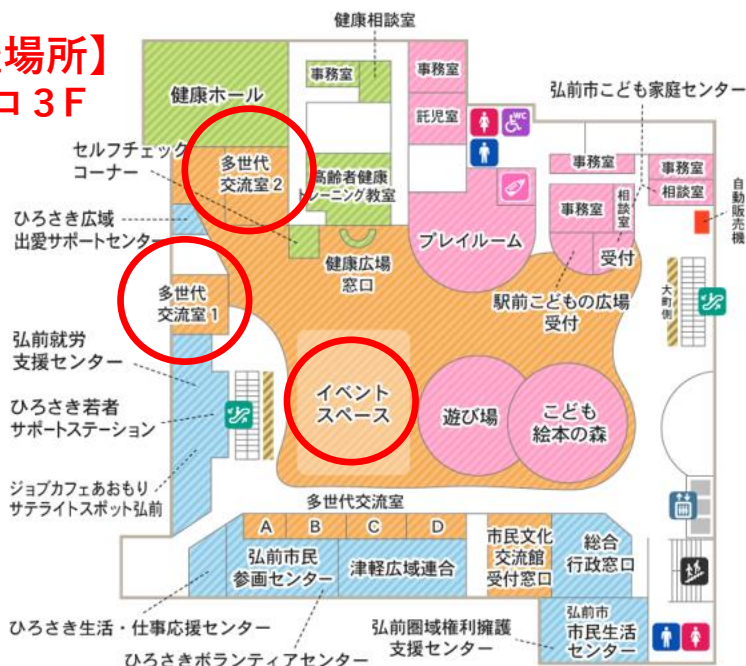 場所】
ロ 3F
健康相談室
健康ホール
事務室
事務室
託児室
WC
弘前市こども家庭センター
セルフチェック
コーナー
多世代
交流室2
高齢者健康
トレーニング教室
事務室
事務室
相談室
事務室
相談室
自動販売機
ひろさき広域
出愛サポートセンター
プレイルーム
受付
健康広場
窓口
駅前こどもの広場
受付
大町側
多世代
交流室1
弘前就労
支援センター
イベント
スペース
遊び場
こども
絵本の森
ひろさき若者
サポートステーション
ジョブカフェあおもり
サテライトスポット弘前
多世代交流室
A B C D
弘前市民
参画センター
津軽広域連合
市民文化
交流館
受付窓口
総合
行政窓口
ひろさき生活・仕事応援センター
ひろさきボランティアセンター
弘前圏域権利擁護
支援センター
弘前市
市民生活
センター